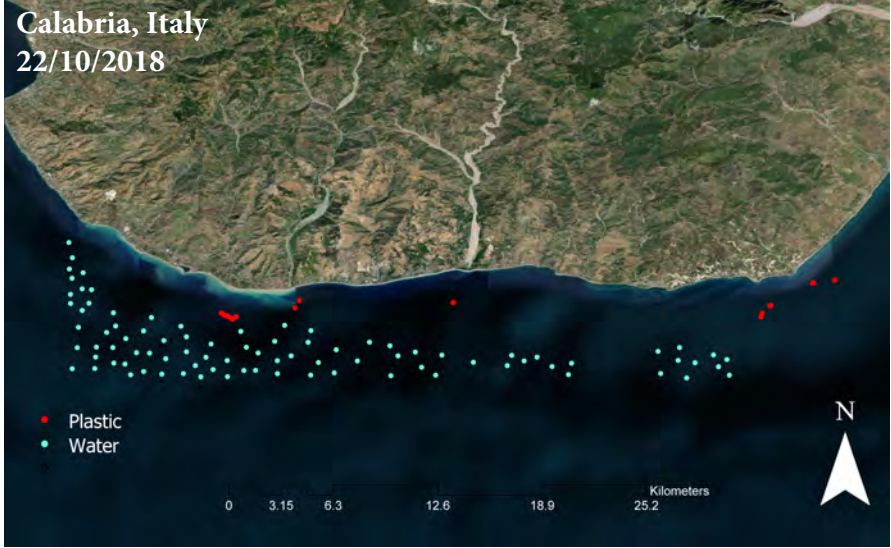 Calabria, Italy
22/10/2018
Plastic
Water
N
Kilometers
0 3.15 6.3 12.6 18.9 25.2